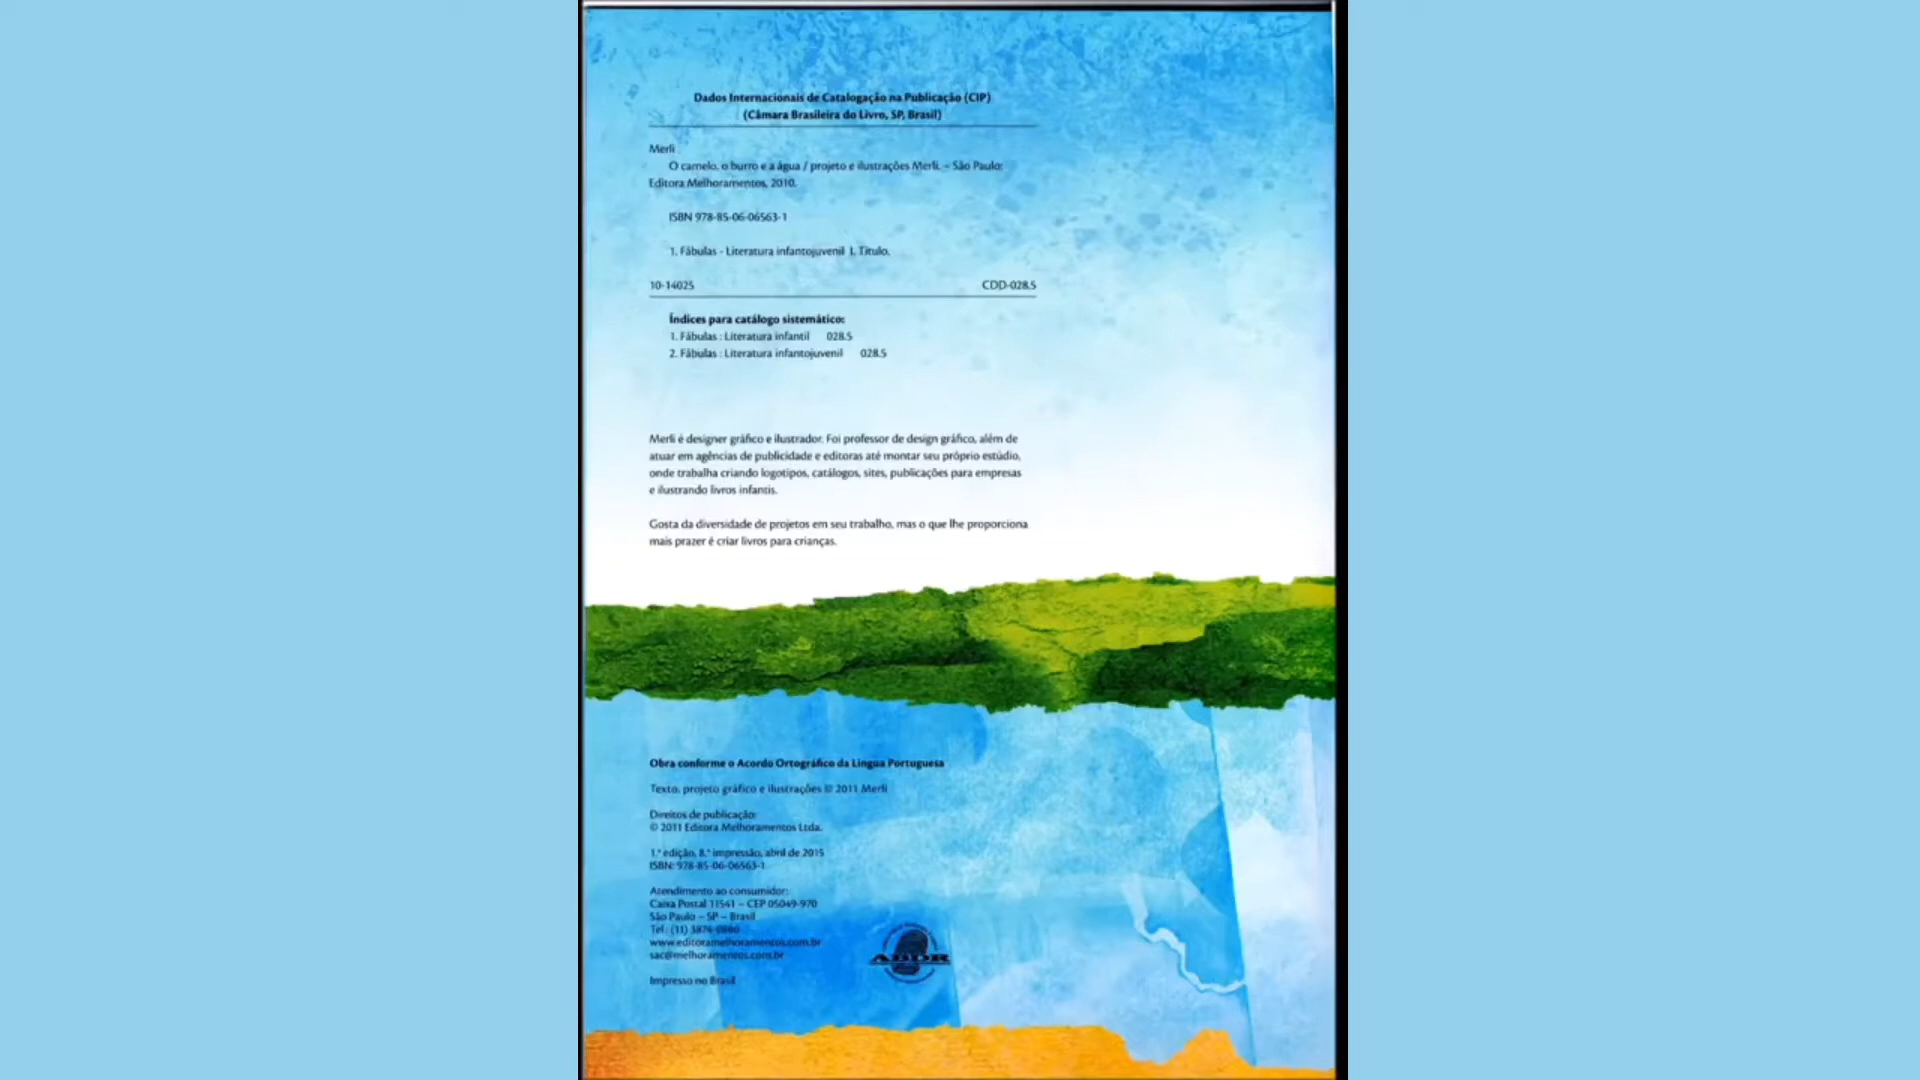 Dados Internacionais de Catalogação na Publicação (CIP)
(Câmara Brasileira do Livro, SP, Brasil)
Merli
O camelo, o burro e a água / projeto e ilustrações Merli. – São Paulo:
Editora Melhoramentos, 2010.
ISBN 978-85-06-06563-1
1. Fábulas - Literatura infantojuvenil I. Título.
10-14025 CDD-028.5
Índices para catálogo sistemático:
1. Fábulas : Literatura infantil 028.5
2. Fábulas : Literatura infantojuvenil 028.5
Merli é designer gráfico e ilustrador. Foi professor de design gráfico, além de
atuar em agências de publicidade e editoras até montar seu próprio estúdio,
onde trabalha criando logotipos, catálogos, sites, publicações para empresas
e ilustrando livros infantis.
Gosta da diversidade de projetos em seu trabalho, mas o que lhe proporciona
mais prazer é criar livros para crianças.
Obra conforme o Acordo Ortográfico da Língua Portuguesa
Texto, projeto gráfico e ilustrações © 2011 Merli
Direitos de publicação:
© 2011 Editora Melhoramentos Ltda.
1.ª edição, 8.ª impressão, abril de 2015
ISBN: 978-85-06-06563-1
Atendimento ao consumidor:
Caixa Postal 11541 – CEP 05049-970
São Paulo – SP – Brasil
Tel.: (11)
www.editoramelhoramentos.com.br
sac@melhoramentos.com.br
Impresso no Brasil
ABDR